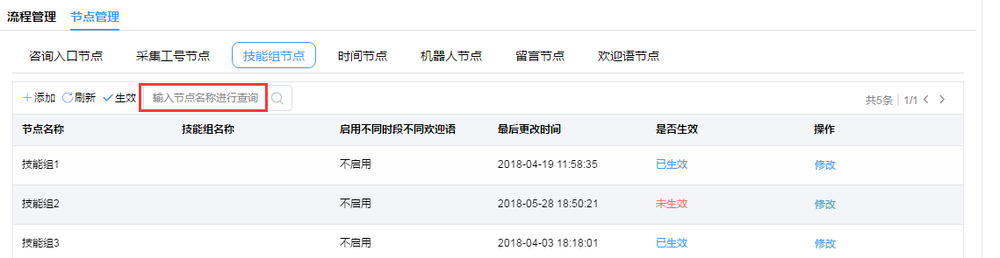 流程管理 节点管理
咨询入口节点 采集工号节点 技能组节点 时间节点 机器人节点 留言节点 欢迎语节点
添加 刷新 生效 输入节点名称进行查询 共5条 1/1
节点名称 技能组名称 启用不同时段不同欢迎语 最后更改时间 是否生效 操作
技能组1 不启用 2018-04-19 11:58:35 已生效 修改
技能组2 不启用 2018-05-28 18:50:21 未生效 修改
技能组3 不启用 2018-04-03 18:18:01 已生效 修改